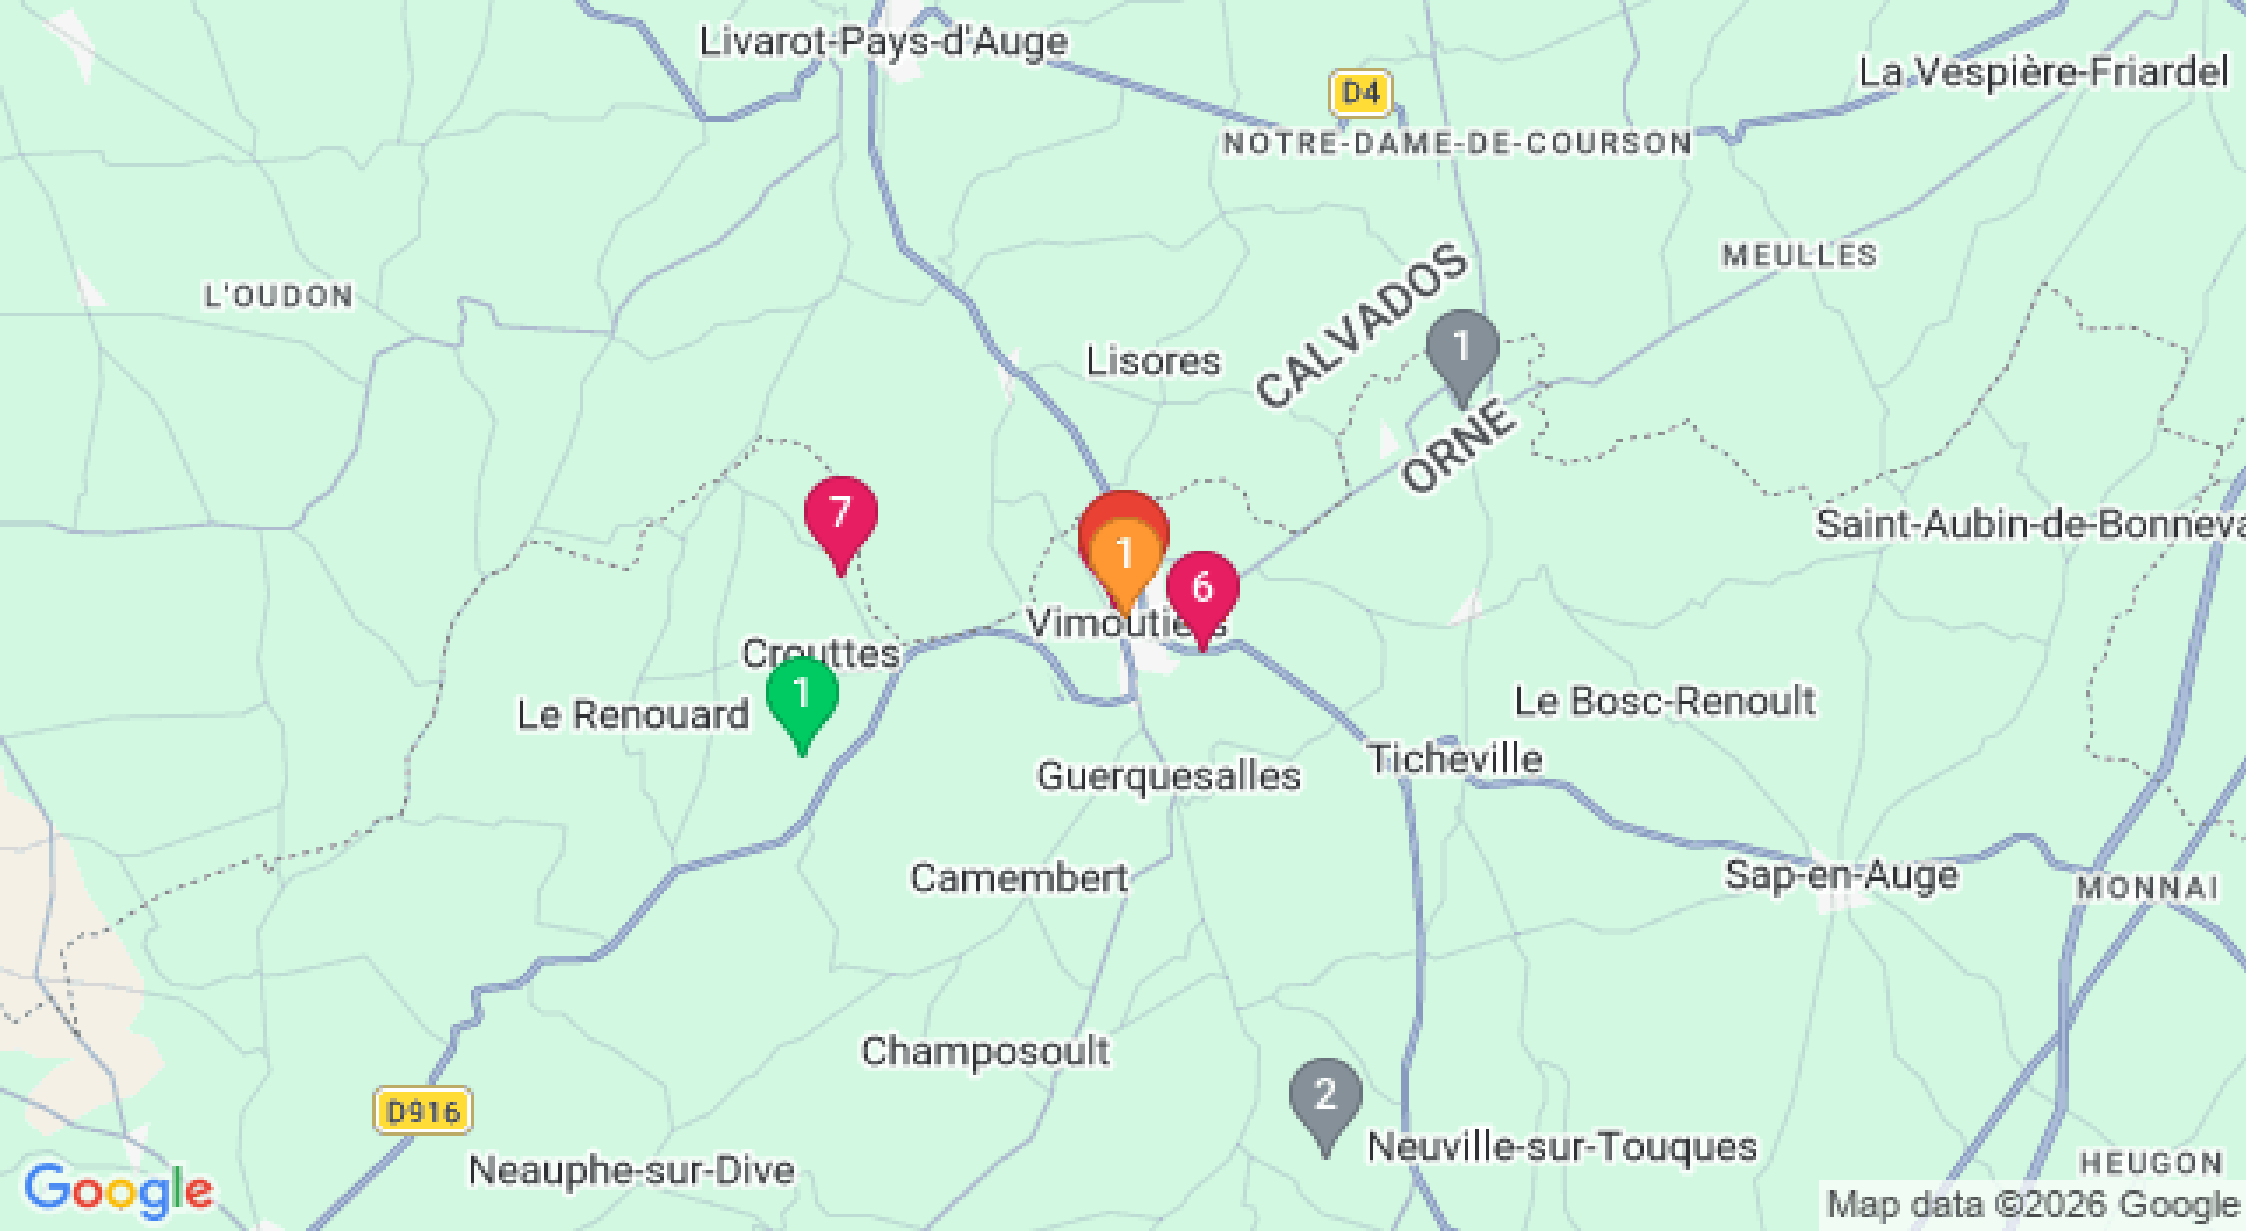 Livarot-Pays-d'Auge
La Vespière-Friardel
D4
NOTRE-DAME-DE-COURSON
MEULLES
L'OUDON
CALVADOS
1
Lisores
ORNE
7
1
Saint-Aubin-de-Bonneva
6
Vimoutiers
Crouttes
1
Le Renouard
Le Bosc-Renoult
Ticheville
Guerquesalles
Camembert
Sap-en-Auge
MONNAI
Champosoult
2
D916
Neuville-sur-Touques
Neauphe-sur-Dive
HEUGON
Google
Map data ©2026 Google